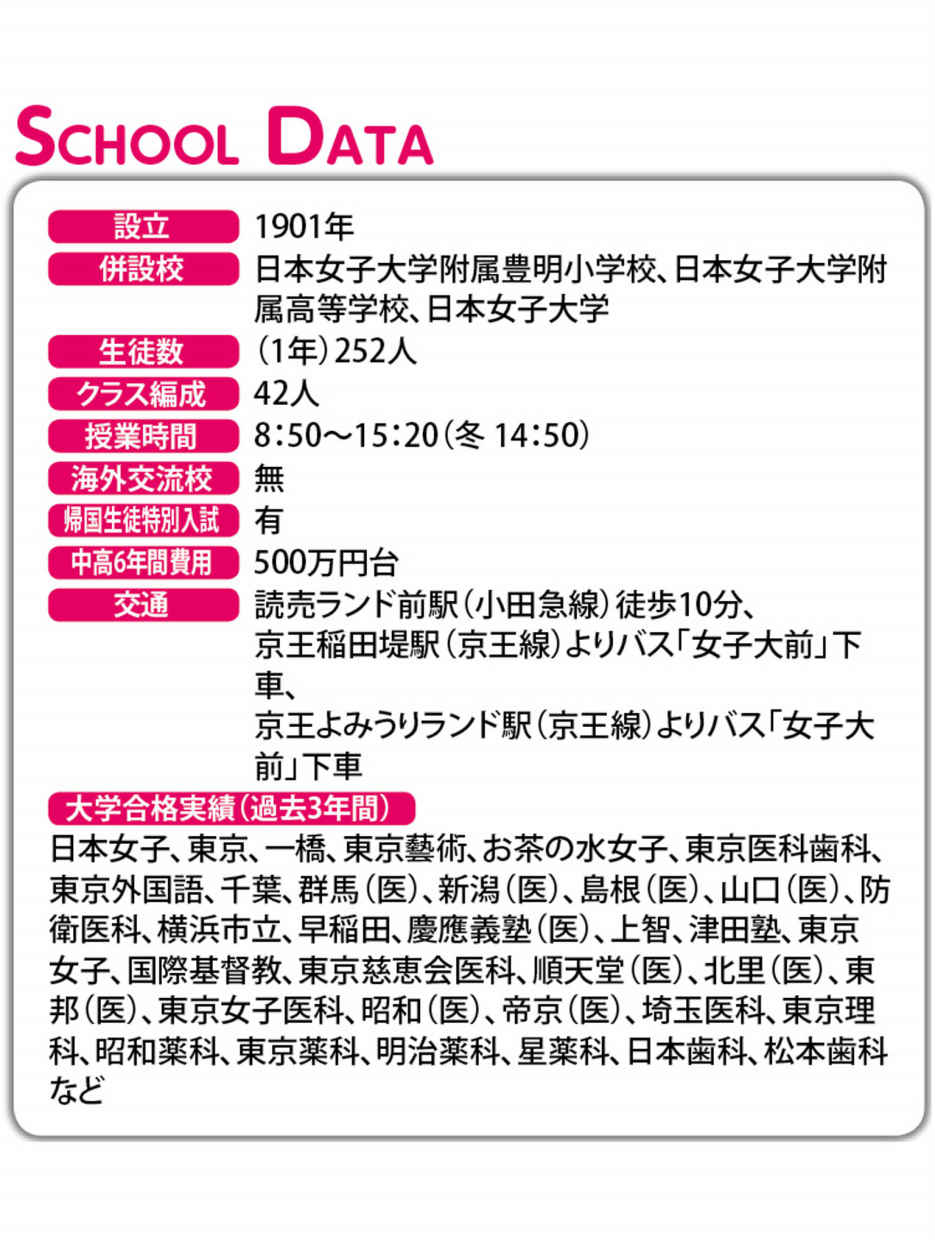 SCHOOL DATA
設立 1901年
併設校 日本女子大学附属豊明小学校、日本女子大学附
属高等学校、日本女子大学
生徒数 (1年)252人
クラス編成 42人
授業時間 8:50〜15:20(冬 14:50)
海外交流校 無
帰国生徒特別入試 有
中高6年間費用 500万円台
交通 読売ランド前駅(小田急線)徒歩10分、
京王稲田堤駅(京王線)よりバス「女子大前」下
車、
京王よみうりランド駅(京王線)よりバス「女子大
前」下車
大学合格実績(過去3年間)
日本女子、東京、一橋、東京藝術、お茶の水女子、東京医科歯科、
東京外国語、千葉、群馬(医)、新潟(医)、島根(医)、山口(医)、防
衛医科、横浜市立、早稲田、慶應義塾(医)、上智、津田塾、東京
女子、国際基督教、東京慈恵会医科、順天堂(医)、北里(医)、東
邦(医)、東京女子医科、昭和(医)、帝京(医)、埼玉医科、東京理
科、昭和薬科、東京薬科、明治薬科、星薬科、日本歯科、松本歯科
など